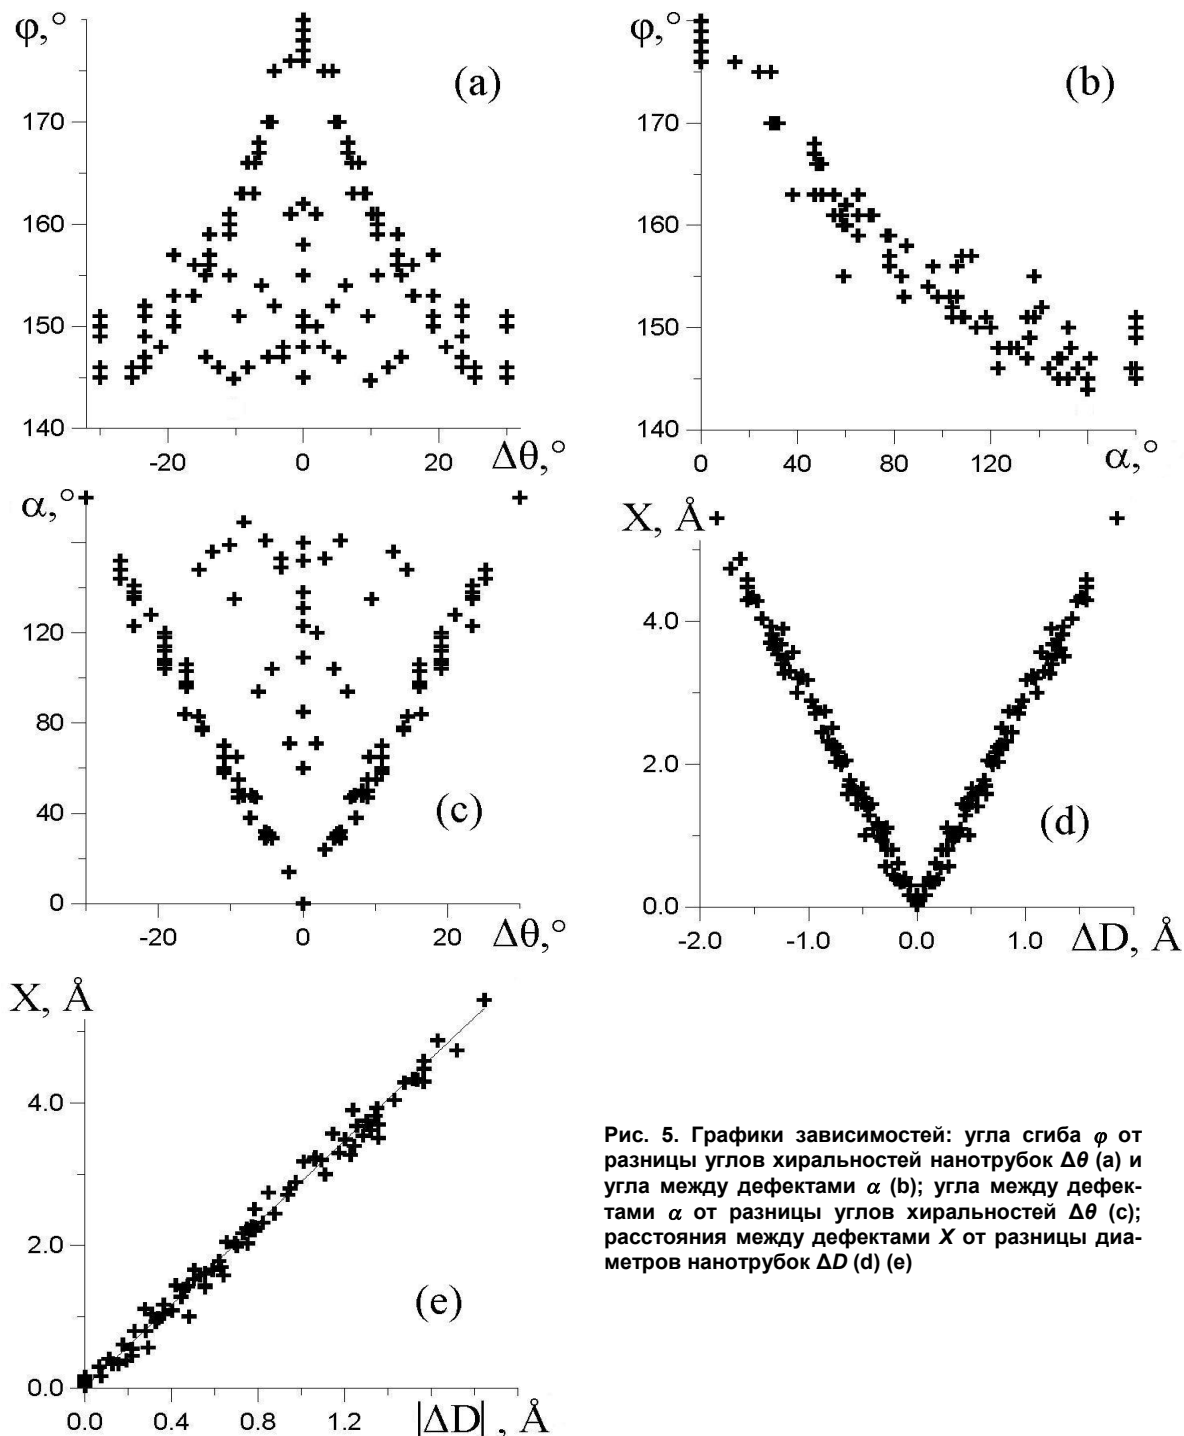 φ,°
170
160
150
140
-20
0
20
Δθ,°
(a)
φ,°
170
160
150
140
0
40
80
120
α,°
(b)
α,°
120
80
40
0
-20
0
20
Δθ,°
(c)
X, Å
4.0
2.0
0.0
-2.0
-1.0
0.0
1.0
ΔD, Å
(d)
X, Å
4.0
2.0
0.0
0.0
0.4
0.8
1.2
|ΔD| , Å
(e)
Рис. 5. Графики зависимостей: угла сгиба φ от
разницы углов хиральностей нанотрубок Δθ (a) и
угла между дефектами α (b); угла между дефек-
тами α от разницы углов хиральностей Δθ (c);
расстояния между дефектами X от разницы диа-
метров нанотрубок ΔD (d) (e)